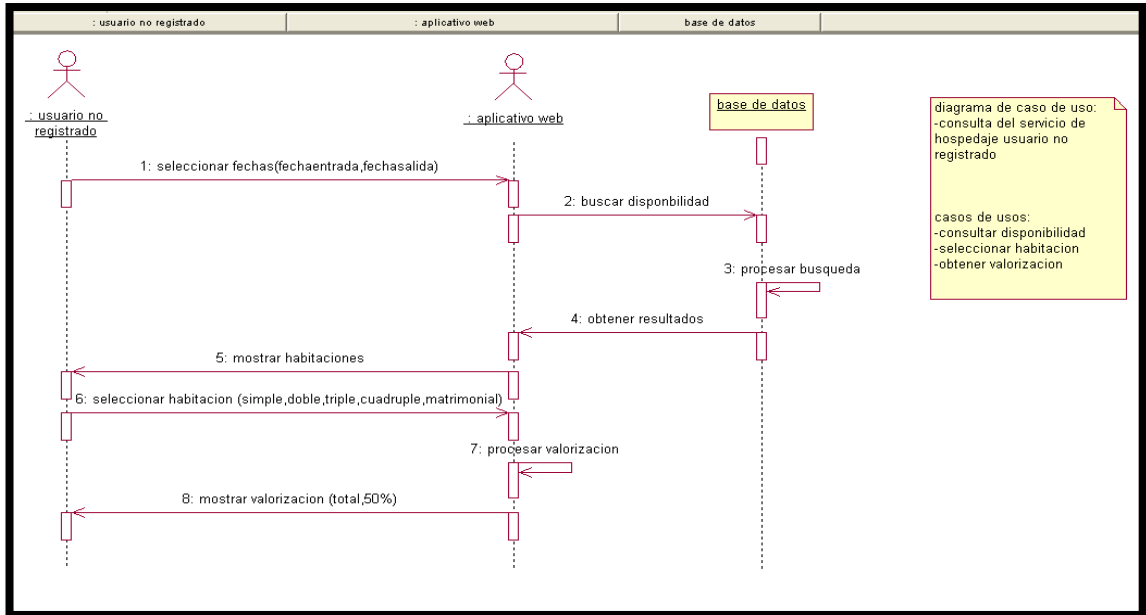 : usuario no registrado
: aplicativo web
base de datos
: usuario no
registrado
: aplicativo web
base de datos
diagrama de caso de uso:
-consulta del servicio de
hospedaje usuario no
registrado
casos de usos:
-consultar disponibilidad
-seleccionar habitacion
-obtener valorizacion
1: seleccionar fechas(fechaentrada,fechasalida)
2: buscar disponbilidad
3: procesar busqueda
4: obtener resultados
5: mostrar habitaciones
6: seleccionar habitacion (simple,doble,triple,cuadruple,matrimonial)
7: procesar valorizacion
8: mostrar valorizacion (total,50%)